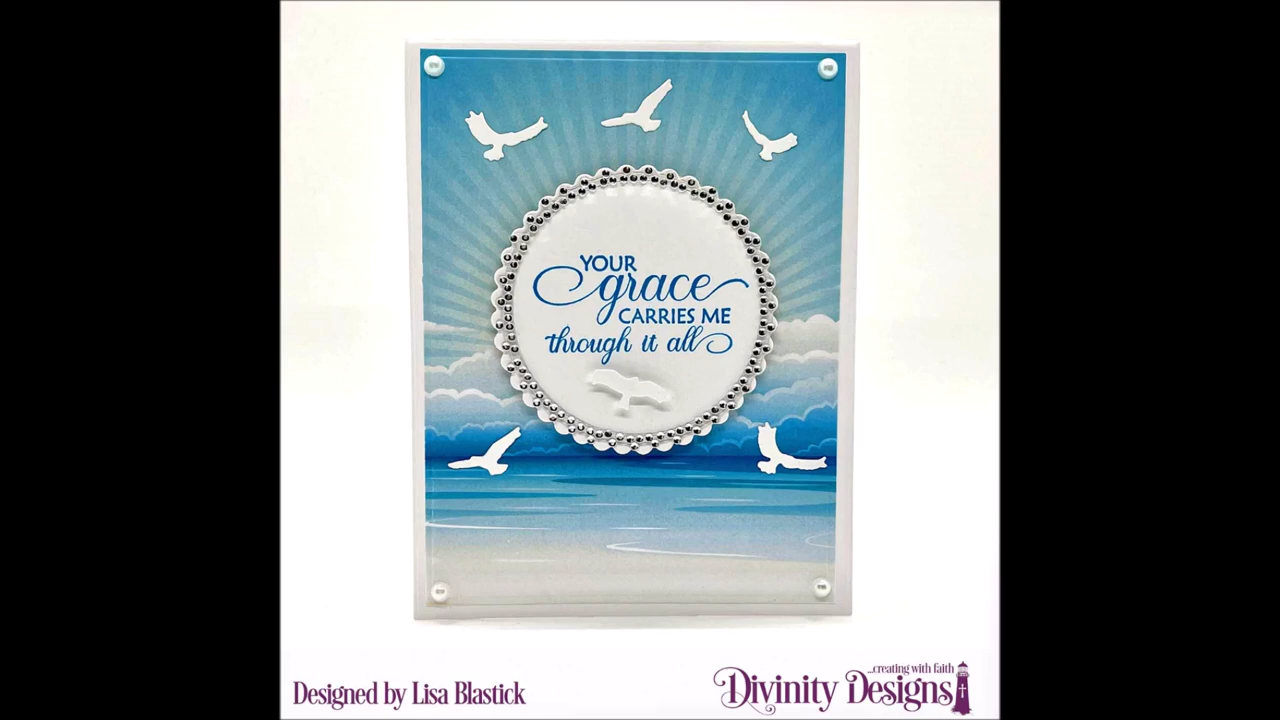 YOUR
grace
CARRIES ME
through it all
Designed by Lisa Blastick
...creating with faith
Divinity Designs